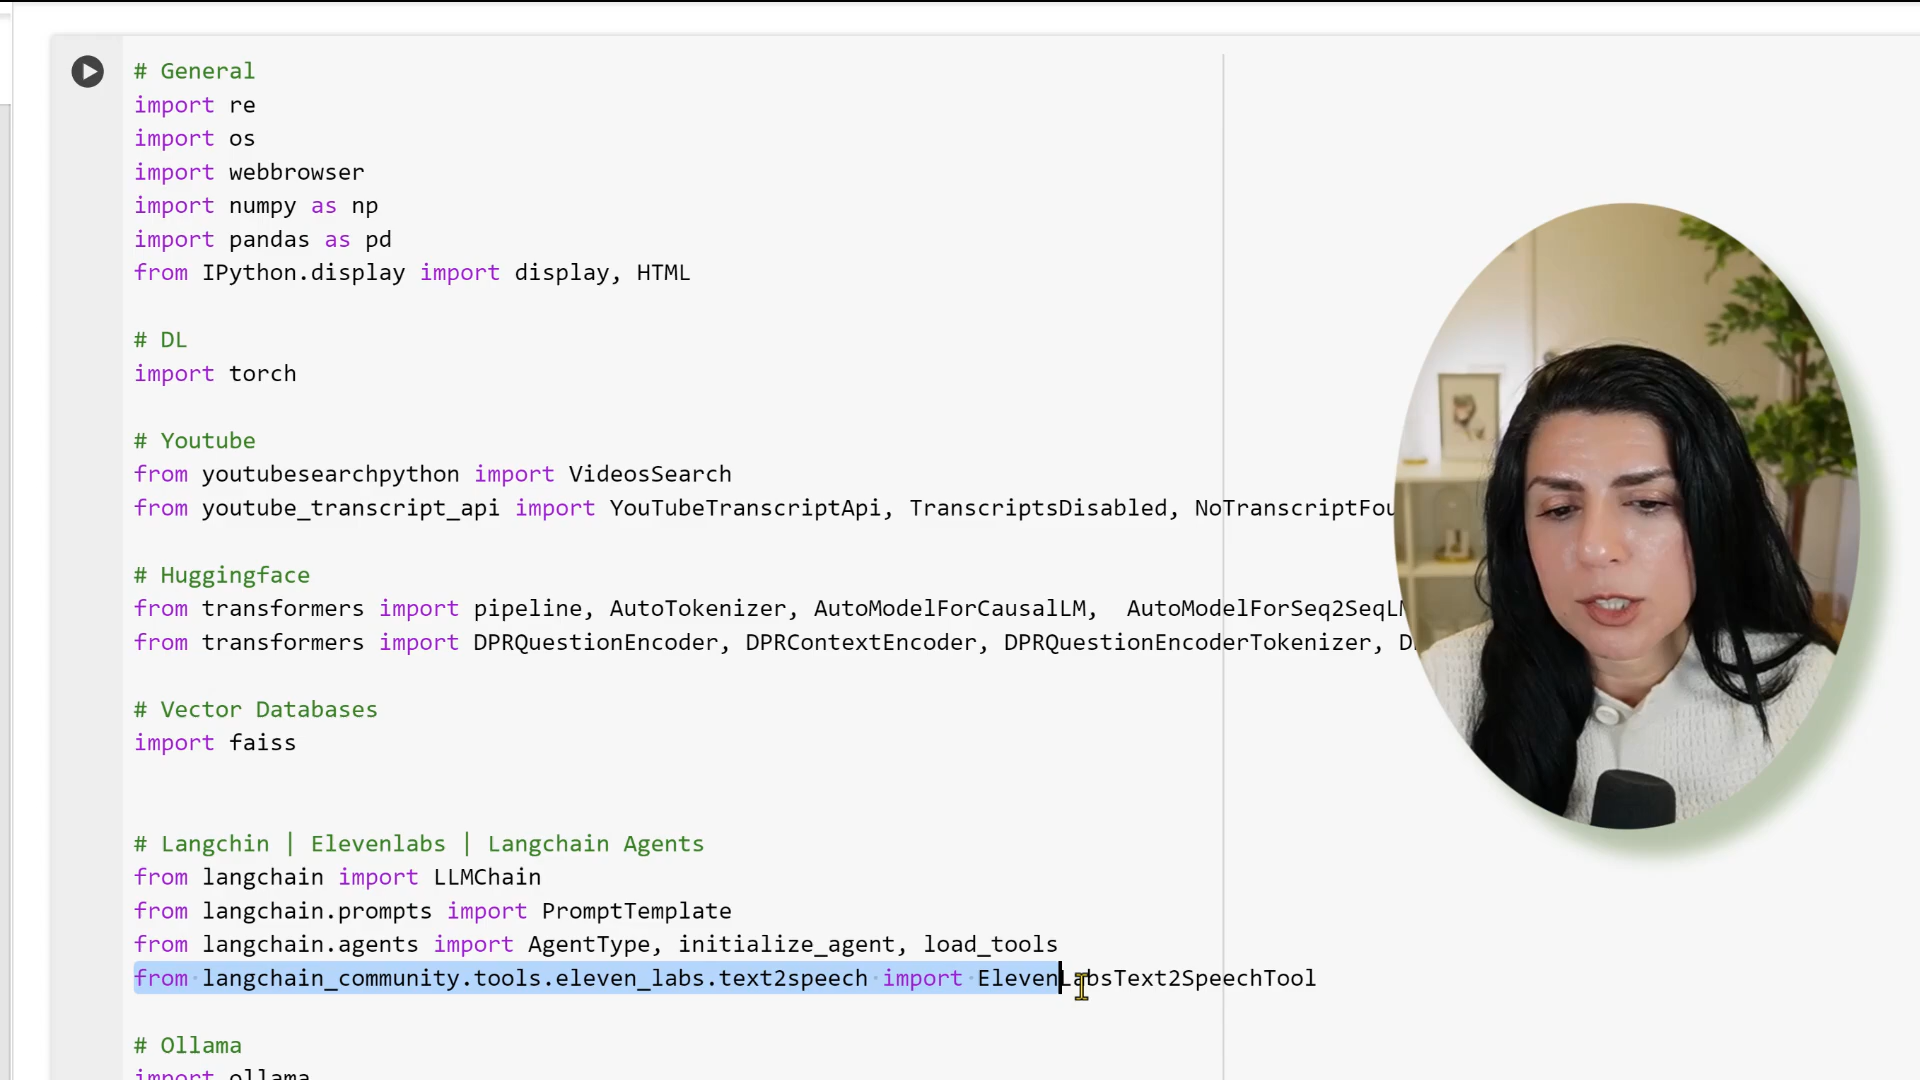 # General
import re
import os
import webbrowser
import numpy as np
import pandas as pd
from IPython.display import display, HTML
# DL
import torch
# Youtube
from youtubesearchpython import VideosSearch
from youtube_transcript_api import YouTubeTranscriptApi, TranscriptsDisabled, NoTranscriptFou
# Huggingface
from transformers import pipeline, AutoTokenizer, AutoModelForCausalLM, AutoModelForSeq2SeqLM
from transformers import DPRQuestionEncoder, DPRContextEncoder, DPRQuestionEncoderTokenizer, D
# Vector Databases
import faiss
# Langchin | Elevenlabs | Langchain Agents
from langchain import LLMChain
from langchain.prompts import PromptTemplate
from langchain.agents import AgentType, initialize_agent, load_tools
from langchain_community.tools.eleven_labs.text2speech import ElevenLabsText2SpeechTool
# Ollama
import ollama